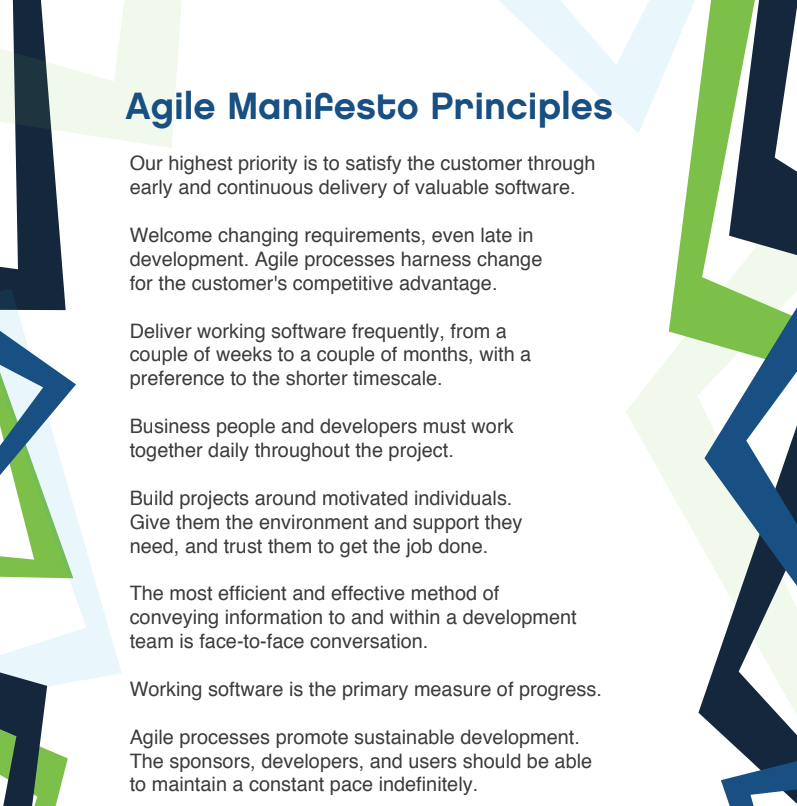 Agile Manifesto Principles
Our highest priority is to satisfy the customer through
early and continuous delivery of valuable software.
Welcome changing requirements, even late in
development. Agile processes harness change
for the customer's competitive advantage.
Deliver working software frequently, from a
couple of weeks to a couple of months, with a
preference to the shorter timescale.
Business people and developers must work
together daily throughout the project.
Build projects around motivated individuals.
Give them the environment and support they
need, and trust them to get the job done.
The most efficient and effective method of
conveying information to and within a development
team is face-to-face conversation.
Working software is the primary measure of progress.
Agile processes promote sustainable development.
The sponsors, developers, and users should be able
to maintain a constant pace indefinitely.